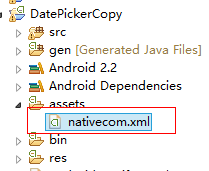 DatePickerCopy
src
gen [Generated Java Files]
Android 2.2
Android Dependencies
assets
nativecom.xml
bin
res